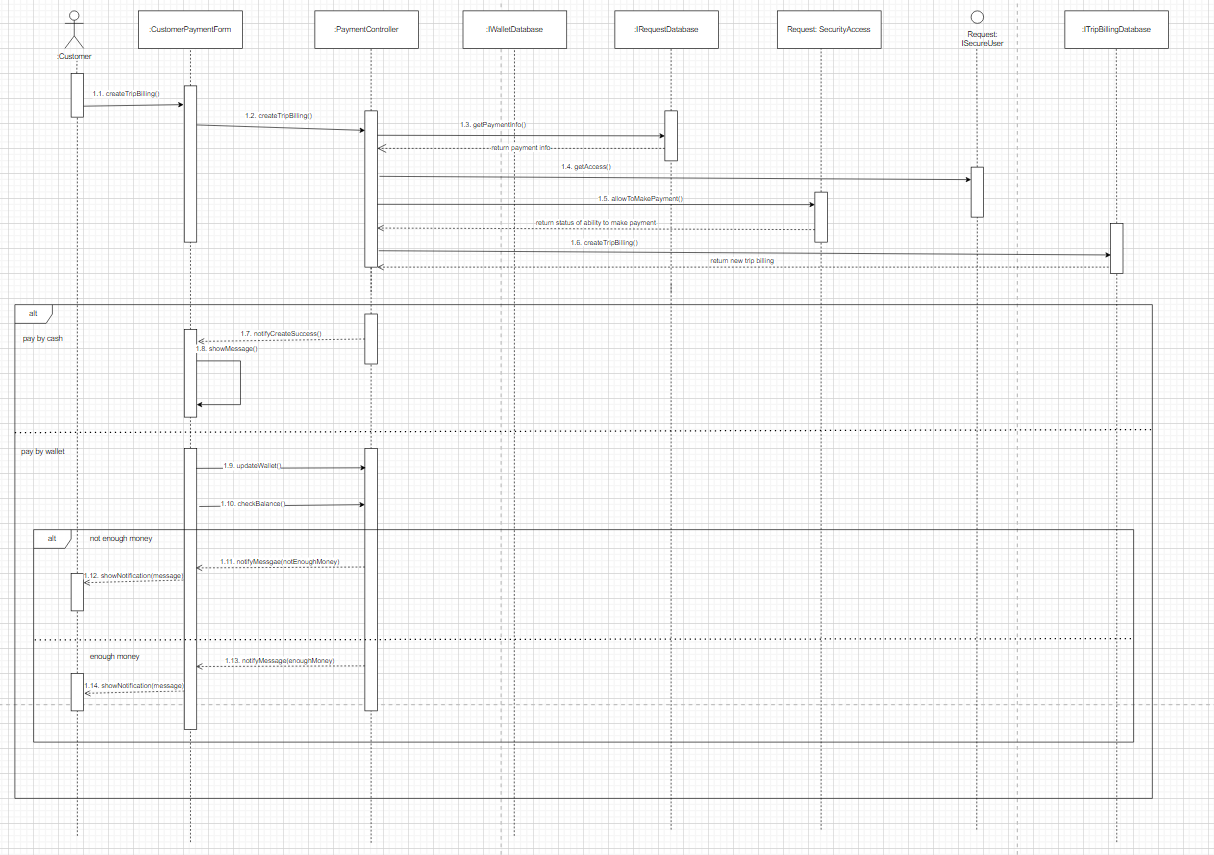 :Customer
:CustomerPaymentForm
:PaymentController
:IWalletDatabase
:IRequestDatabase
Request: SecurityAccess
Request:
ISecureUser
:ITripBillingDatabase
1.1. createTripBilling()
1.2. createTripBilling()
1.3. getPaymentInfo()
return payment info
1.4. getAccess()
1.5. allowToMakePayment()
return status of ability to make payment
1.6. createTripBilling()
return new trip billing
alt
pay by cash
1.7. notifyCreateSuccess()
1.8. showMessage()
pay by wallet
1.9. updateWallet()
1.10. checkBalance()
alt
not enough money
1.11. notifyMessgae(notEnoughMoney)
1.12. showNotification(message)
enough money
1.13. notifyMessage(enoughMoney)
1.14. showNotification(message)